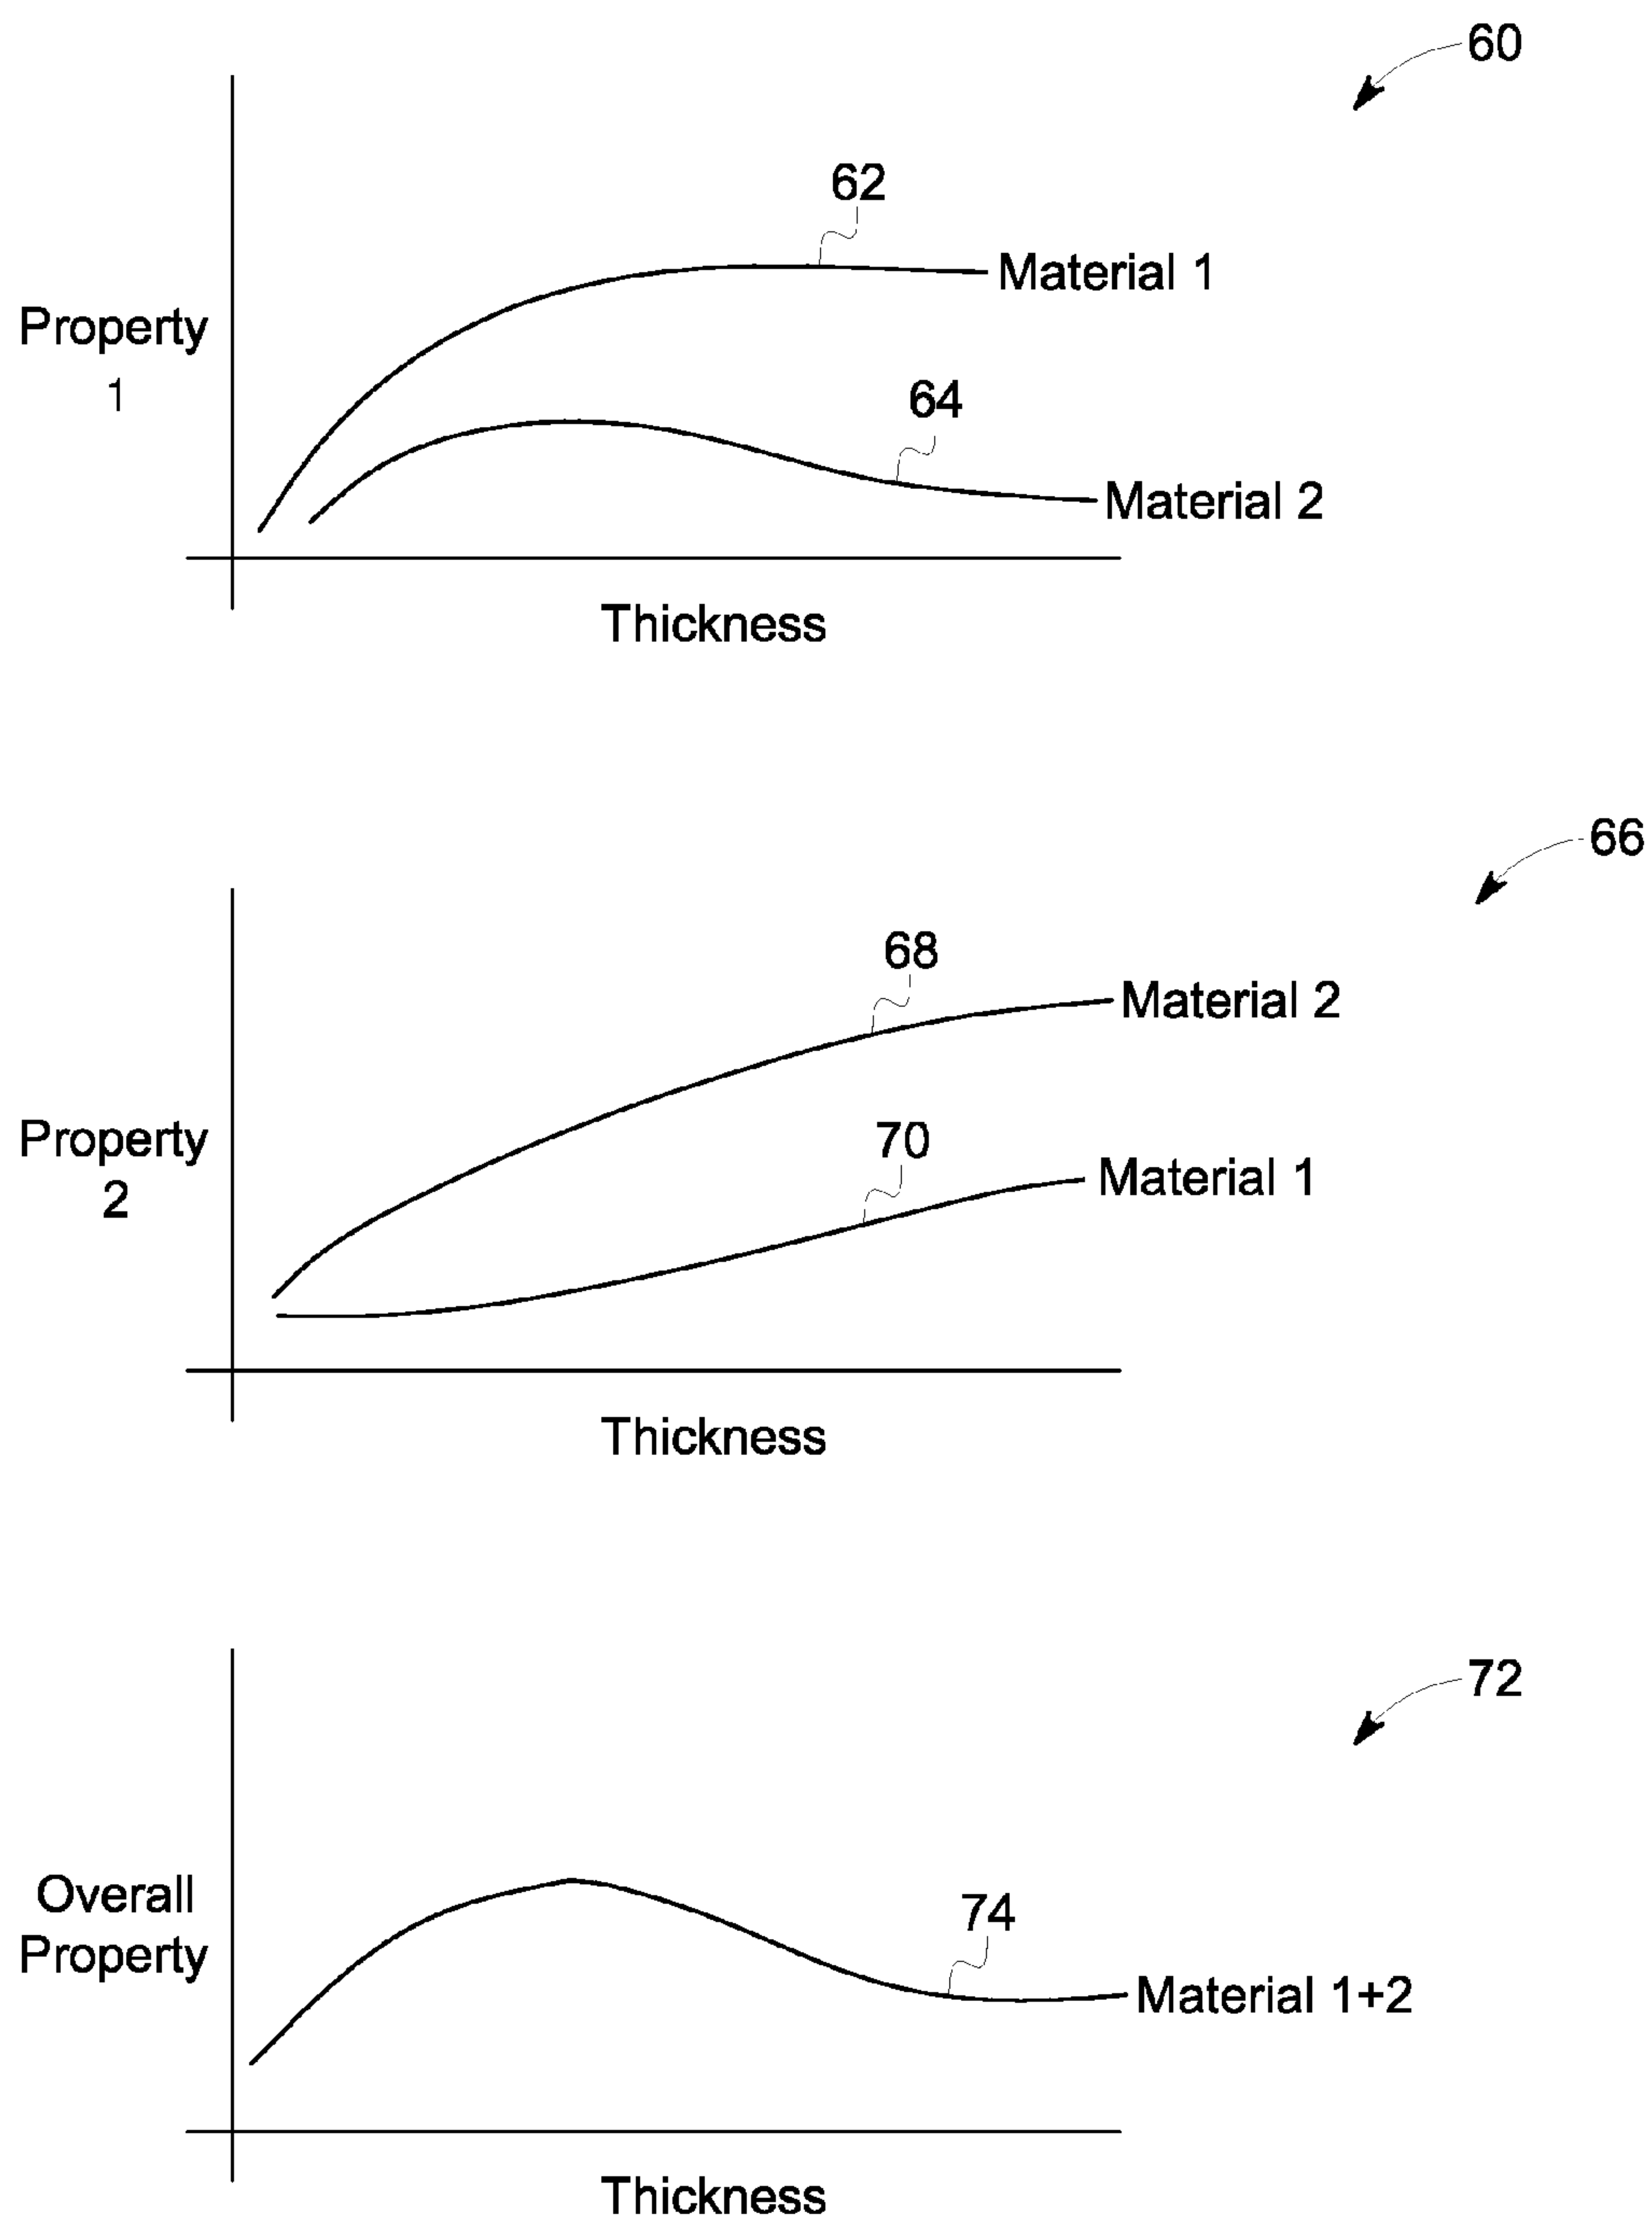 60
62
Material 1
Property
1
64
Material 2
Thickness
66
68
Material 2
Property
2
70
Material 1
Thickness
72
Overall
Property
74
Material 1+2
Thickness